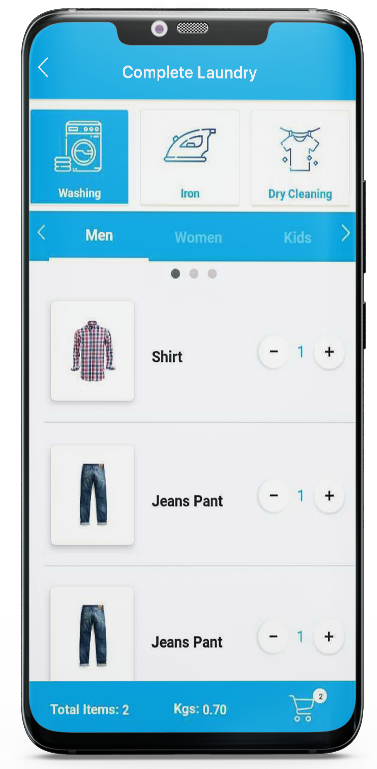 Complete Laundry
Washing
Iron
Dry Cleaning
Men
Women
Kids
Shirt
− 1 +
Jeans Pant
− 1 +
Jeans Pant
− 1 +
Total Items: 2
Kgs: 0.70
2